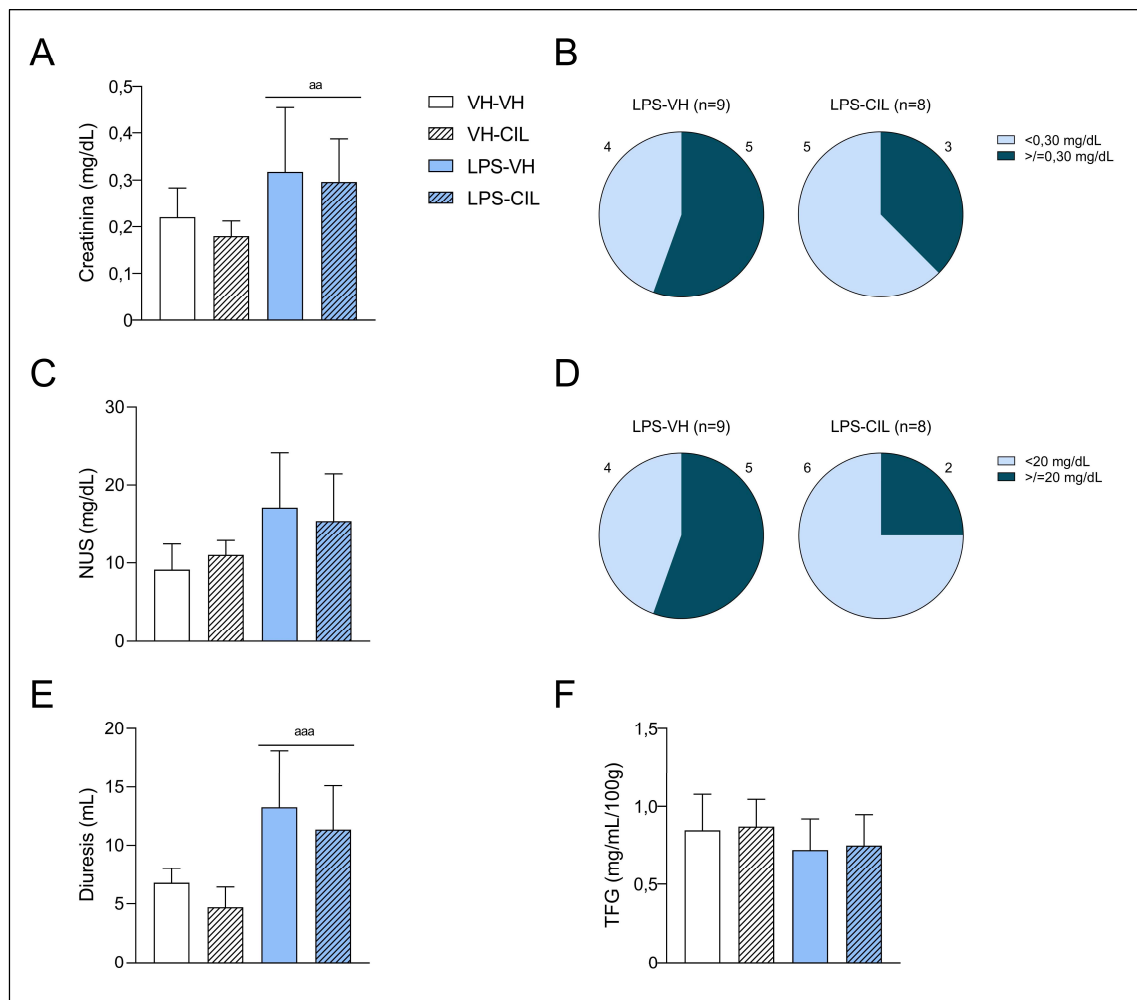 A
Creatinina (mg/dL)
0,5
0,4
0,3
0,2
0,1
0
aa
VH-VH
VH-CIL
LPS-VH
LPS-CIL
B
LPS-VH (n=9)
4
5
LPS-CIL (n=8)
5
3
<0,30 mg/dL
>/=0,30 mg/dL
C
NUS (mg/dL)
30
20
10
0
D
LPS-VH (n=9)
4
5
LPS-CIL (n=8)
6
2
<20 mg/dL
>/=20 mg/dL
E
Diuresis (mL)
20
15
10
5
0
aaa
F
TFG (mg/mL/100g)
1,5
1,0
0,5
0